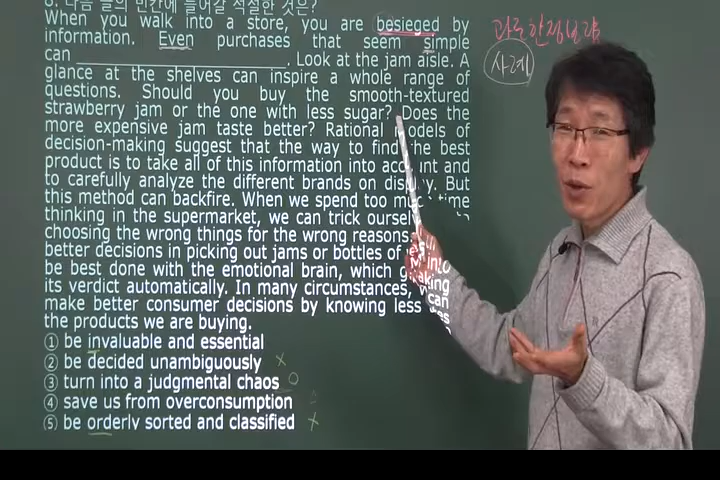 8. 다음 글의 빈칸에 들어갈 적절한 것은?
When you walk into a store, you are besieged by
information. Even purchases that seem simple
can ______________________. Look at the jam aisle. A
glance at the shelves can inspire a whole range of
questions. Should you buy the smooth-textured
strawberry jam or the one with less sugar? Does the
more expensive jam taste better? Rational models of
decision-making suggest that the way to find the best
product is to take all of this information into account and
to carefully analyze the different brands on display. But
this method can backfire. When we spend too much time
thinking in the supermarket, we can trick
choosing the wrong things for the wrong reasons.
better decisions in picking out jams or bottles of
be best done with the emotional brain, which
its verdict automatically. In many circumstances, can
make better consumer decisions by knowing less
the products we are buying.
① be invaluable and essential
② be decided unambiguously ×
③ turn into a judgmental chaos ○
④ save us from overconsumption △
⑤ be orderly sorted and classified ×
과도한 정보량
사례